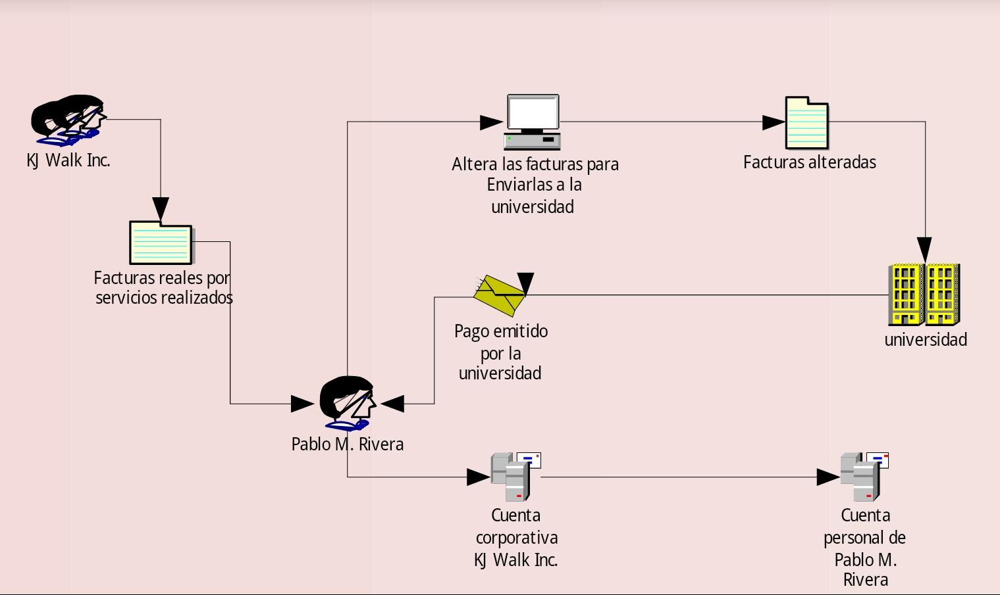 KJ Walk Inc.
Altera las facturas para
Enviarlas a la
universidad
Facturas alteradas
Facturas reales por
servicios realizados
Pago emitido
por la
universidad
universidad
Pablo M. Rivera
Cuenta
corporativa
KJ Walk Inc.
Cuenta
personal de
Pablo M.
Rivera